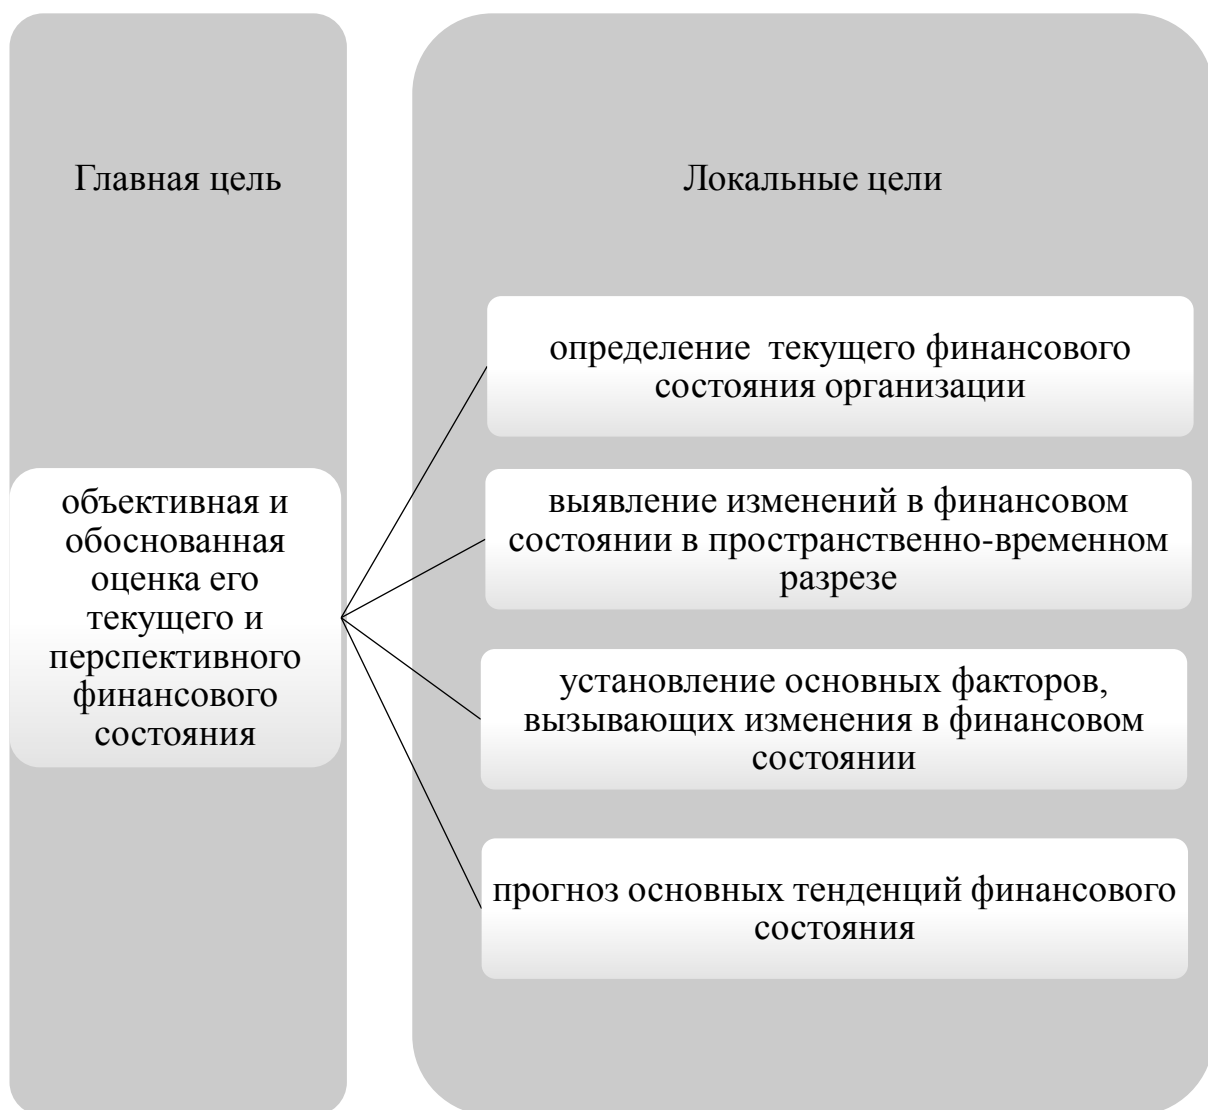 Главная цель
Локальные цели
объективная и
обоснованная
оценка его
текущего и
перспективного
финансового
состояния
определение  текущего финансового
состояния организации
выявление изменений в финансовом
состоянии в пространственно-временном
разрезе
установление основных факторов,
вызывающих изменения в финансовом
состоянии
прогноз основных тенденций финансового
состояния